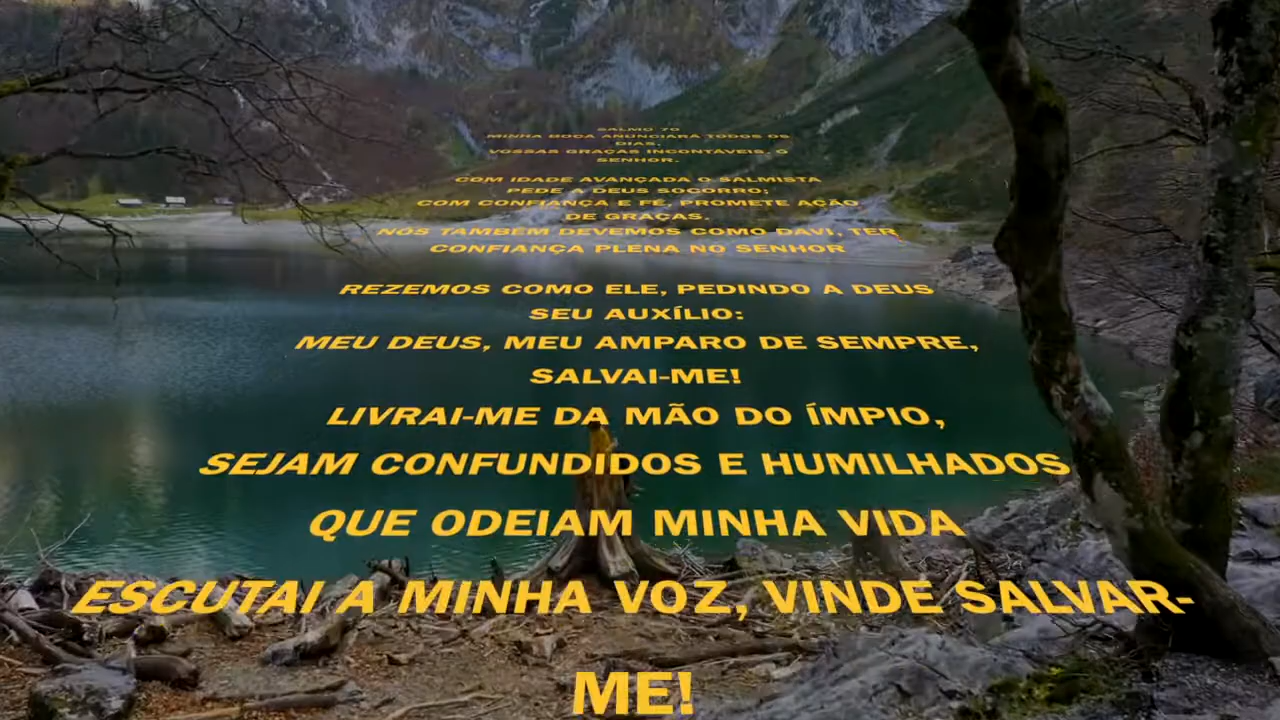 SALMO 70
MINHA BOCA ANUNCIARÁ TODOS OS
DIAS,
VOSSAS GRAÇAS INCONTÁVEIS, Ó
SENHOR.
COM IDADE AVANÇADA O SALMISTA
PEDE A DEUS SOCORRO;
COM CONFIANÇA E FÉ, PROMETE AÇÃO
DE GRAÇAS.
NÓS TAMBÉM DEVEMOS COMO DAVI, TER
CONFIANÇA PLENA NO SENHOR
REZEMOS COMO ELE, PEDINDO A DEUS
SEU AUXÍLIO:
MEU DEUS, MEU AMPARO DE SEMPRE,
SALVAI-ME!
LIVRAI-ME DA MÃO DO ÍMPIO,
SEJAM CONFUNDIDOS E HUMILHADOS
QUE ODEIAM MINHA VIDA
ESCUTAI A MINHA VOZ, VINDE SALVAR-
ME!